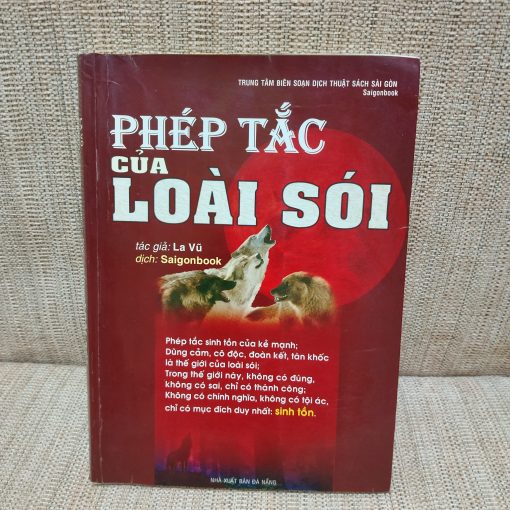 TRUNG TÂM BIÊN SOẠN DỊCH THUẬT SÁCH SÀI GÒN
Saigonbook
PHÉP TẮC
CỦA
LOÀI SÓI
tác giả: La Vũ
dịch: Saigonbook
Phép tắc sinh tồn của kẻ mạnh;
Dũng cảm, cô độc, đoàn kết, tàn khốc
là thế giới của loài sói;
Trong thế giới này, không có đúng,
không có sai, chỉ có thành công;
Không có chính nghĩa, không có tội ác,
chỉ có mục đích duy nhất: sinh tồn.
NHÀ XUẤT BẢN ĐÀ NẴNG